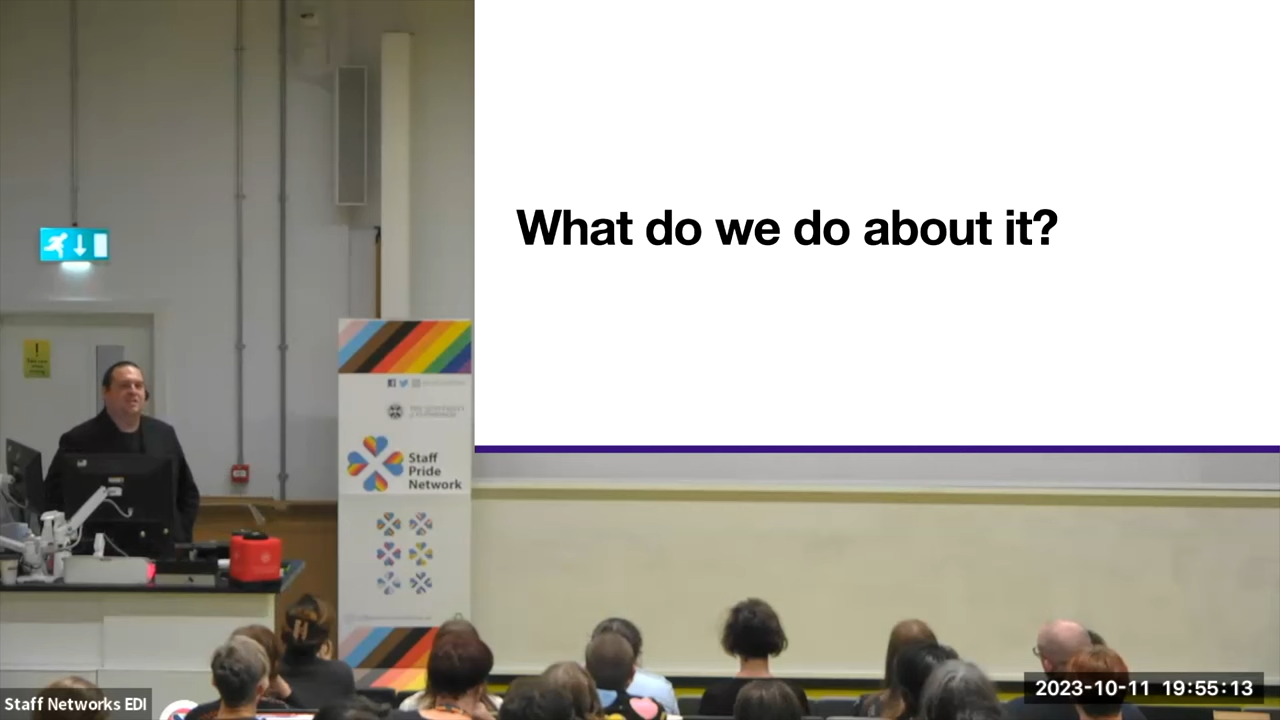 What do we do about it?
Staff
Pride
Network
Staff Networks EDI
2023-10-11 19:55:13